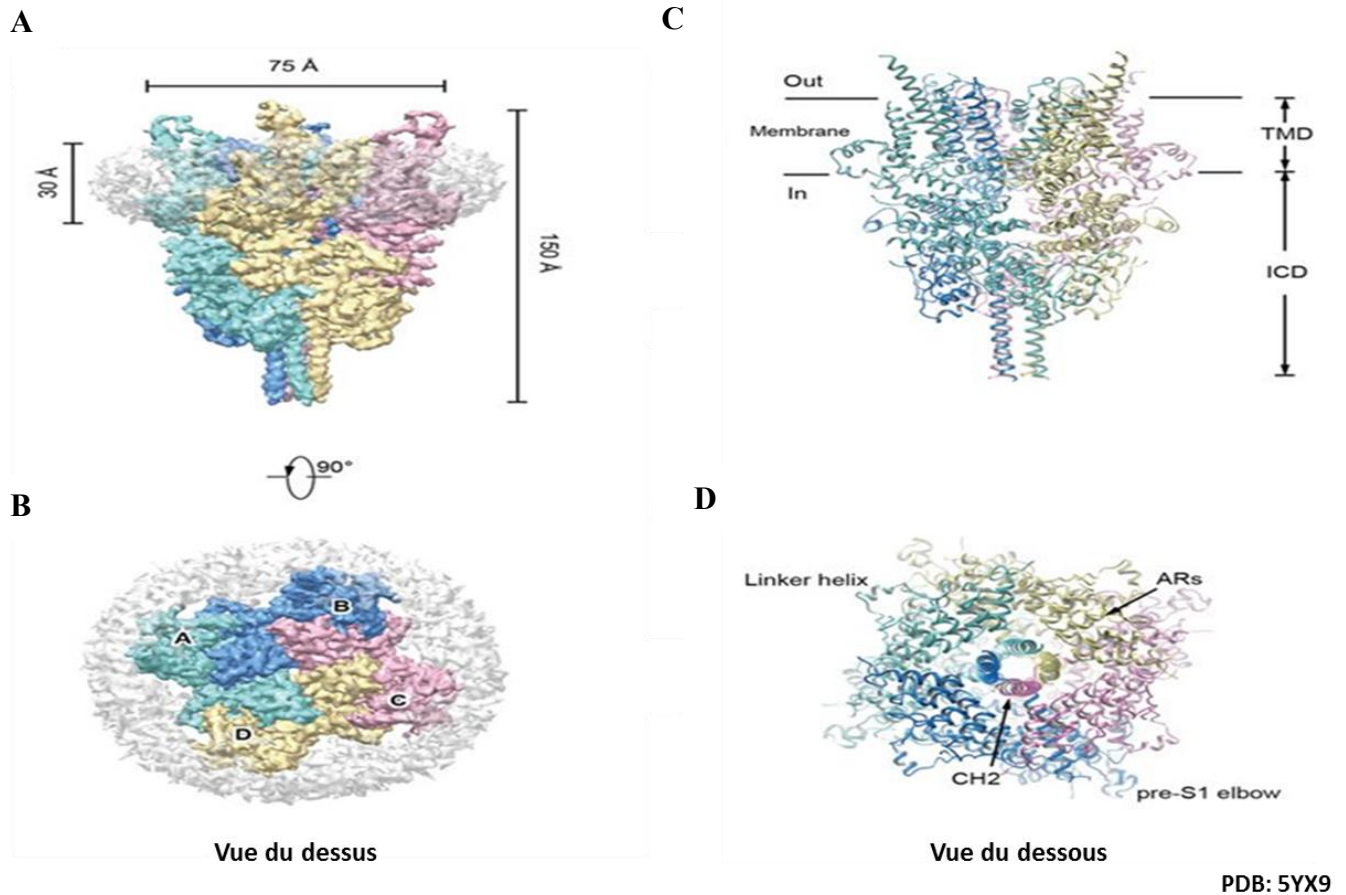 A
75 Å
30 Å
150 Å
90°
B
A
B
C
D
Vue du dessus
C
Out
Membrane
In
TMD
ICD
D
Linker helix
ARs
CH2
pre-S1 elbow
Vue du dessous
PDB: 5YX9